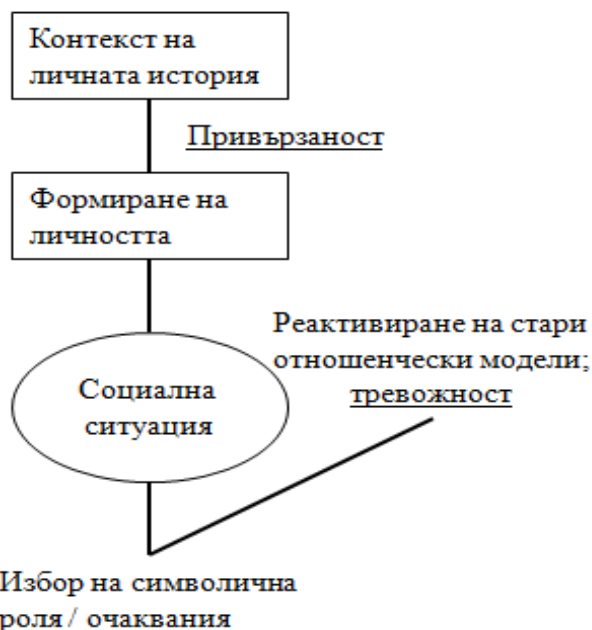 Контекст на
личната история
Привързаност
Формиране на
личността
Реактивиране на стари
отношенчески модели;
тревожност
Социална
ситуация
Избор на символична
роля / очаквания